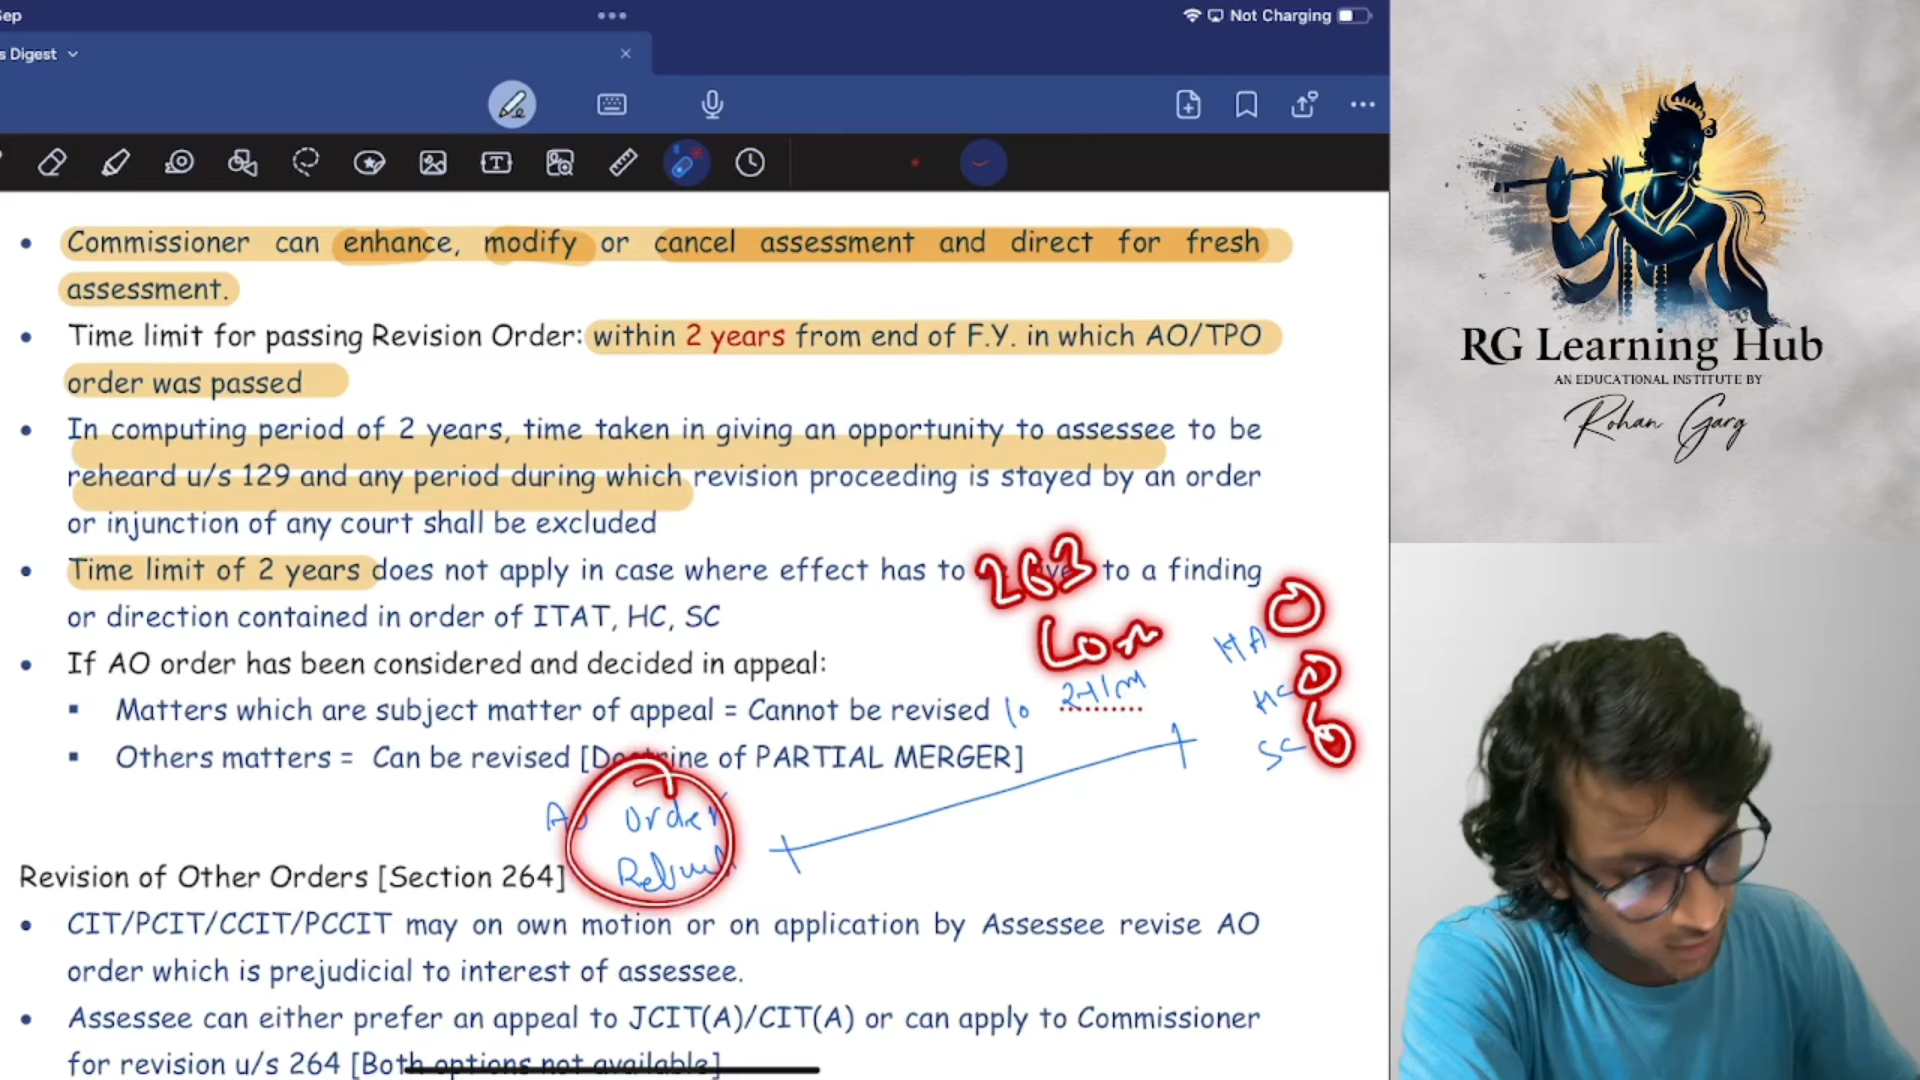 Sep
Not Charging
s Digest
• Commissioner can enhance, modify or cancel assessment and direct for fresh
assessment.
• Time limit for passing Revision Order: within 2 years from end of F.Y. in which AO/TPO
order was passed
• In computing period of 2 years, time taken in giving an opportunity to assessee to be
reheard u/s 129 and any period during which revision proceeding is stayed by an order
or injunction of any court shall be excluded
• Time limit of 2 years does not apply in case where effect has to to a finding
263
or direction contained in order of ITAT, HC, SC
• If AO order has been considered and decided in appeal:
▪ Matters which are subject matter of appeal = Cannot be revised
HC
SC
▪ Others matters = Can be revised [Doctrine of PARTIAL MERGER]
AO order
Revision of Other Orders [Section 264]
• CIT/PCIT/CCIT/PCCIT may on own motion or on application by Assessee revise AO
order which is prejudicial to interest of assessee.
• Assessee can either prefer an appeal to JCIT(A)/CIT(A) or can apply to Commissioner
for revision u/s 264 [Both options not available]
RG Learning Hub
AN EDUCATIONAL INSTITUTE BY
Rohan Garg